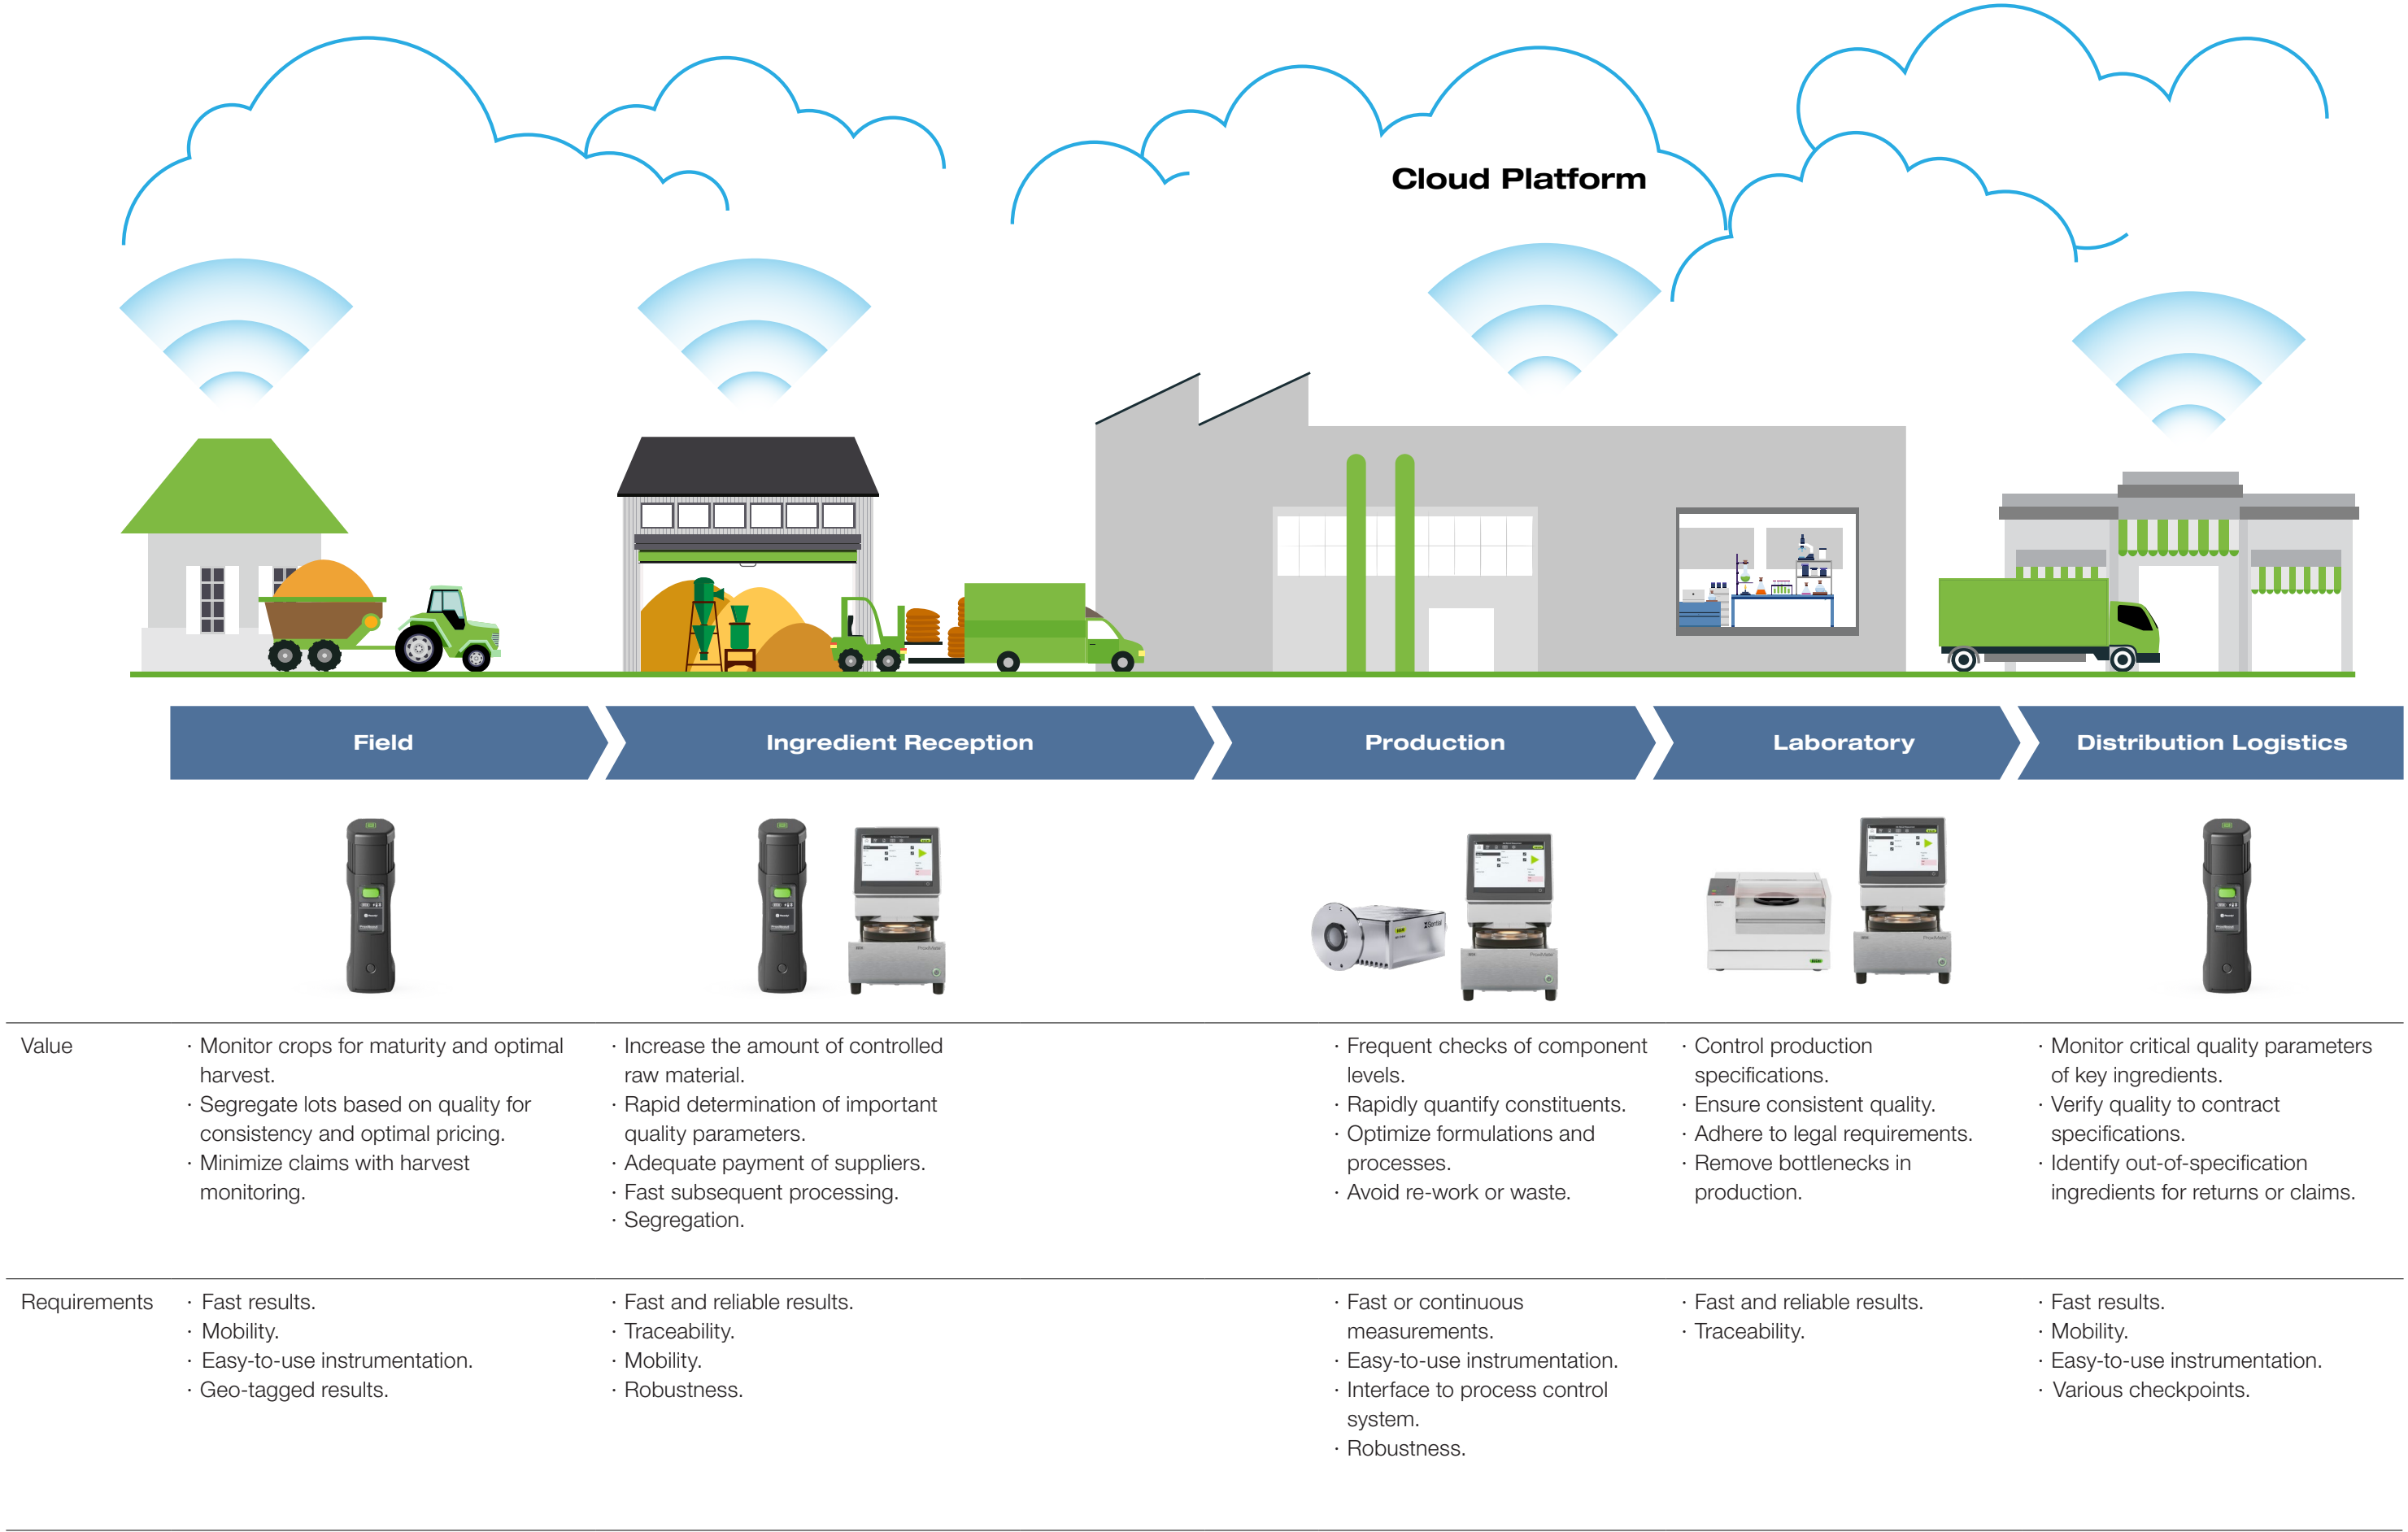 Cloud Platform
Field
Ingredient Reception
Production
Laboratory
Distribution Logistics
Value
· Monitor crops for maturity and optimal
harvest.
· Segregate lots based on quality for
consistency and optimal pricing.
· Minimize claims with harvest
monitoring.
· Increase the amount of controlled
raw material.
· Rapid determination of important
quality parameters.
· Adequate payment of suppliers.
· Fast subsequent processing.
· Segregation.
· Frequent checks of component
levels.
· Rapidly quantify constituents.
· Optimize formulations and
processes.
· Avoid re-work or waste.
· Control production
specifications.
· Ensure consistent quality.
· Adhere to legal requirements.
· Remove bottlenecks in
production.
· Monitor critical quality parameters
of key ingredients.
· Verify quality to contract
specifications.
· Identify out-of-specification
ingredients for returns or claims.
Requirements
· Fast results.
· Mobility.
· Easy-to-use instrumentation.
· Geo-tagged results.
· Fast and reliable results.
· Traceability.
· Mobility.
· Robustness.
· Fast or continuous
measurements.
· Easy-to-use instrumentation.
· Interface to process control
system.
· Robustness.
· Fast and reliable results.
· Traceability.
· Fast results.
· Mobility.
· Easy-to-use instrumentation.
· Various checkpoints.